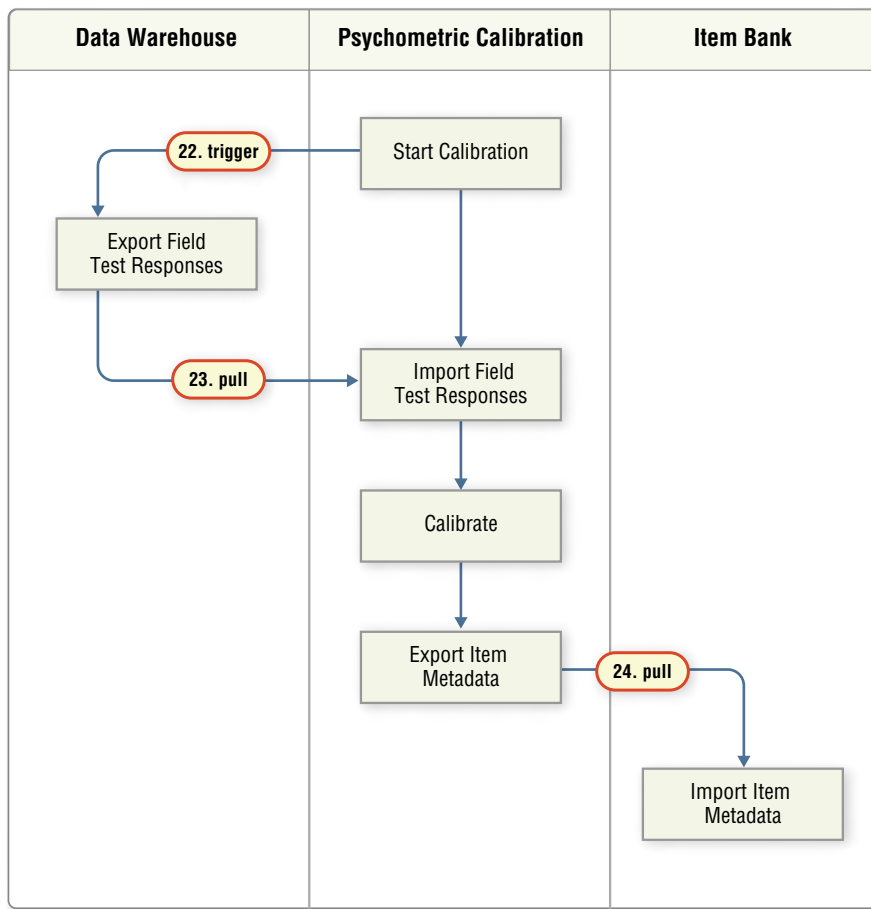 Data Warehouse
Psychometric Calibration
Item Bank
22. trigger
Start Calibration
Export Field
Test Responses
23. pull
Import Field
Test Responses
Calibrate
Export Item
Metadata
24. pull
Import Item
Metadata